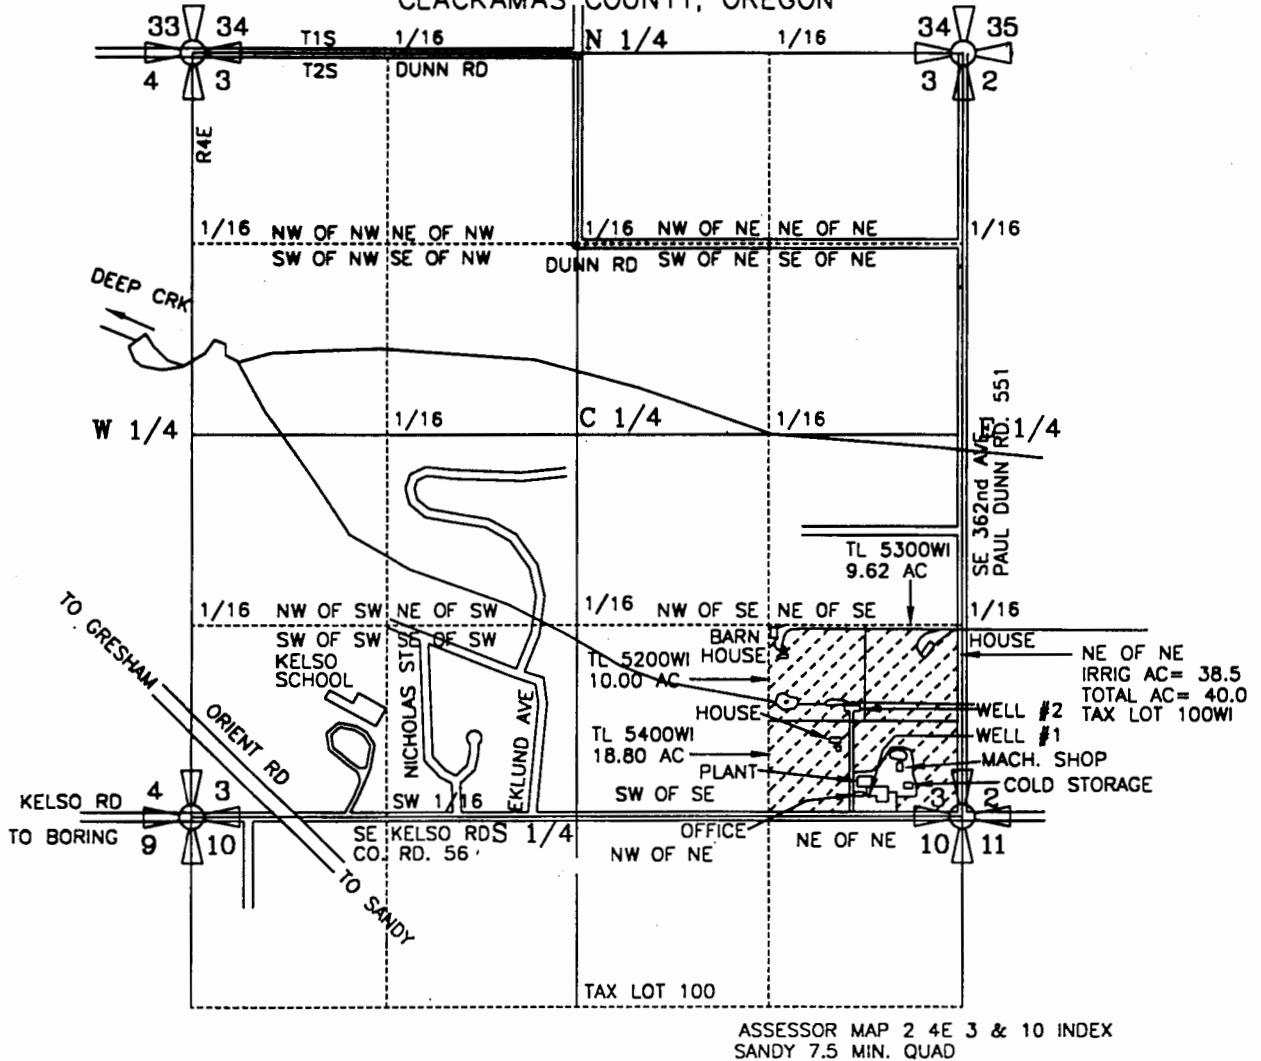 CLACKAMAS COUNTY, OREGON
33 34
T1S 1/16 N 1/4 1/16
34 35
4 3
T2S DUNN RD
3 2
R4E
1/16 NW OF NW NE OF NW
1/16 NW OF NE NE OF NE
1/16
SW OF NW SE OF NW
DUNN RD SW OF NE SE OF NE
DEEP CRK
W 1/4
1/16
C 1/4
1/16
E 1/4
SE 362nd AVE
PAUL DUNN RD. 551
TL 5300WI
9.62 AC
1/16 NW OF SW NE OF SW
1/16 NW OF SE NE OF SE
1/16
SW OF SW SE OF SW
KELSO
SCHOOL
BARN
HOUSE
HOUSE
TL 5200WI
10.00 AC
NE OF NE
IRRIG AC= 38.5
TOTAL AC= 40.0
TAX LOT 100WI
HOUSE
WELL #2
WELL #1
TL 5400WI
18.80 AC
PLANT
MACH. SHOP
COLD STORAGE
TO GRESHAM
ORIENT RD
NICHOLAS STU
EKLUND AVE
KELSO RD
TO BORING
4 3
9 10
SW 1/16
SW OF SE
3 2
10 11
SE KELSO RD
CO. RD. 56
S 1/4
OFFICE
NW OF NE
NE OF NE
TO SANDY
TAX LOT 100
ASSESSOR MAP 2 4E 3 & 10 INDEX
SANDY 7.5 MIN. QUAD